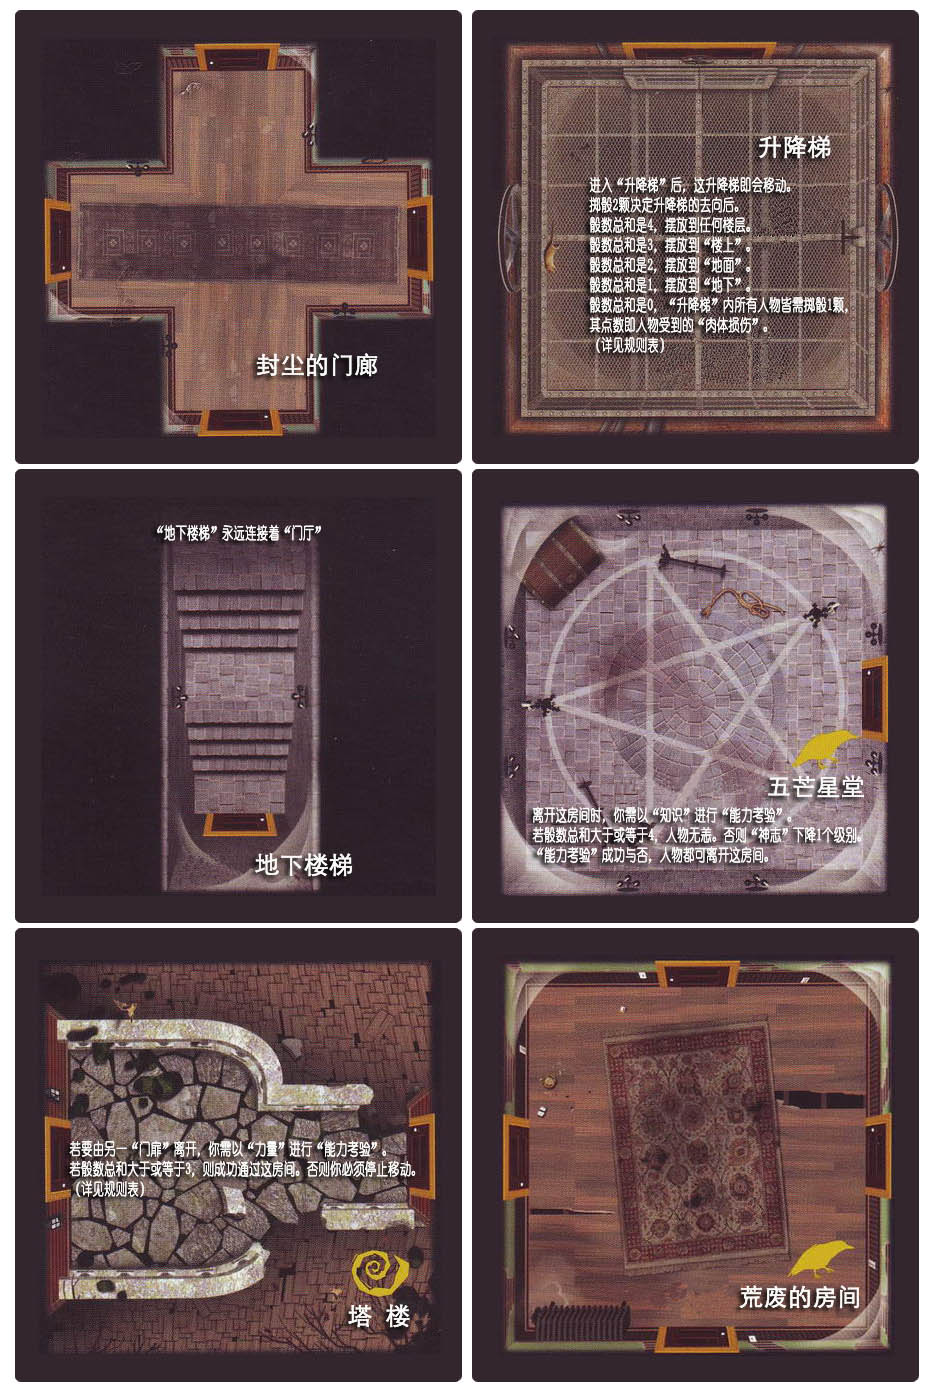 封尘的门廊
升降梯
进入“升降梯”后，这升降梯即会移动。
掷骰2颗决定升降梯的去向后。
骰数总和是4，摆放到任何楼层。
骰数总和是3，摆放到“楼上”。
骰数总和是2，摆放到“地面”。
骰数总和是1，摆放到“地下”。
骰数总和是0，“升降梯”内所有人物皆需掷骰1颗，
其点数即人物受到的“肉体损伤”。
（详见规则表）
“地下楼梯”永远连接着“门厅”
地下楼梯
五芒星堂
离开这房间时，你需以“知识”进行“能力考验”。
若骰数总和大于或等于4，人物无恙。否则“神志”下降1个级别。
“能力考验”成功与否，人物都可离开这房间。
若要由另一“门扉”离开，你需以“力量”进行“能力考验”。
若骰数总和大于或等于3，则成功通过这房间。否则你必须停止移动。
（详见规则表）
塔 楼
荒废的房间